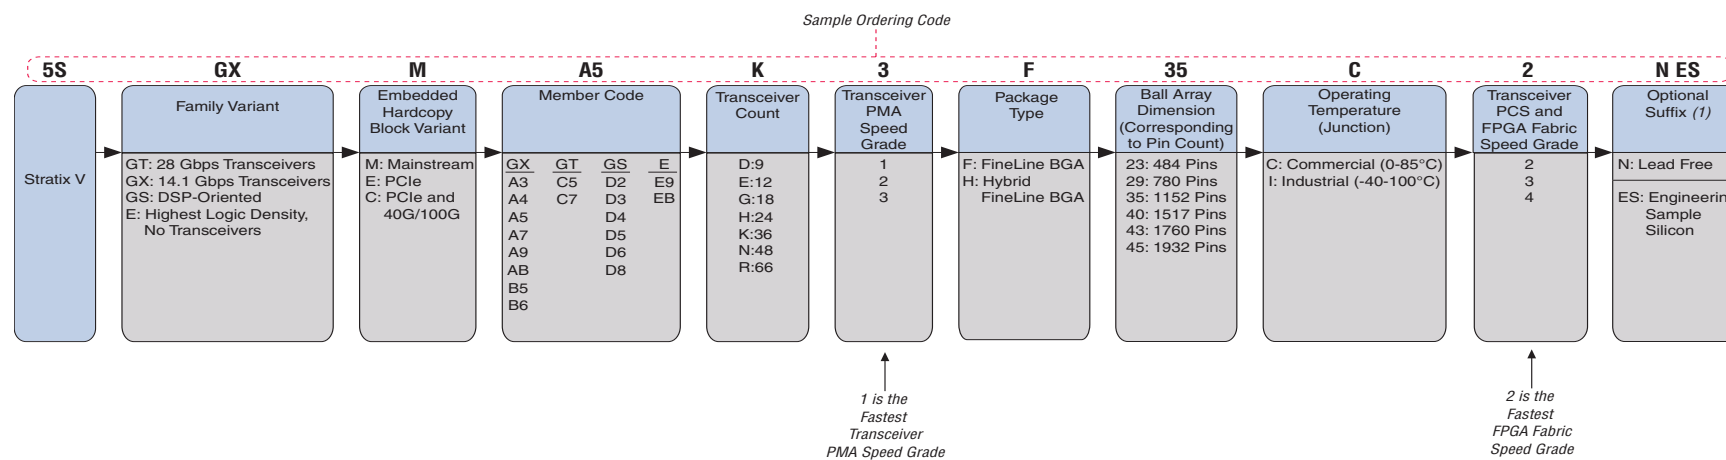 Sample Ordering Code
5S GX M A5 K 3 F 35 C 2 N ES
Stratix V
Family Variant
GT: 28 Gbps Transceivers
GX: 14.1 Gbps Transceivers
GS: DSP-Oriented
E: Highest Logic Density,
No Transceivers
Embedded
Hardcopy
Block Variant
M: Mainstream
E: PCIe
C: PCIe and
40G/100G
Member Code
GX GT GS E
A3 C5 D2 E9
A4 C7 D3 EB
A5 D4
A7 D5
A9 D6
AB D8
B5
B6
Transceiver
Count
D:9
E:12
G:18
H:24
K:36
N:48
R:66
Transceiver
PMA
Speed
Grade
1
2
3
Package
Type
F: FineLine BGA
H: Hybrid
FineLine BGA
Ball Array
Dimension
(Corresponding
to Pin Count)
23: 484 Pins
29: 780 Pins
35: 1152 Pins
40: 1517 Pins
43: 1760 Pins
45: 1932 Pins
Operating
Temperature
(Junction)
C: Commercial (0-85°C)
I: Industrial (-40-100°C)
Transceiver
PCS and
FPGA Fabric
Speed Grade
2
3
4
Optional
Suffix (1)
N: Lead Free
ES: Engineerin
Sample
Silicon
1 is the
Fastest
Transceiver
PMA Speed Grade
2 is the
Fastest
FPGA Fabric
Speed Grade